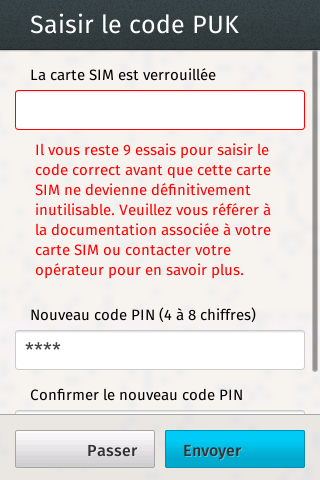 Saisir le code PUK
La carte SIM est verrouillée
Il vous reste 9 essais pour saisir le
code correct avant que cette carte
SIM ne devienne définitivement
inutilisable. Veuillez vous référer à
la documentation associée à votre
carte SIM ou contacter votre
opérateur pour en savoir plus.
Nouveau code PIN (4 à 8 chiffres)
****
Confirmer le nouveau code PIN
Passer
Envoyer